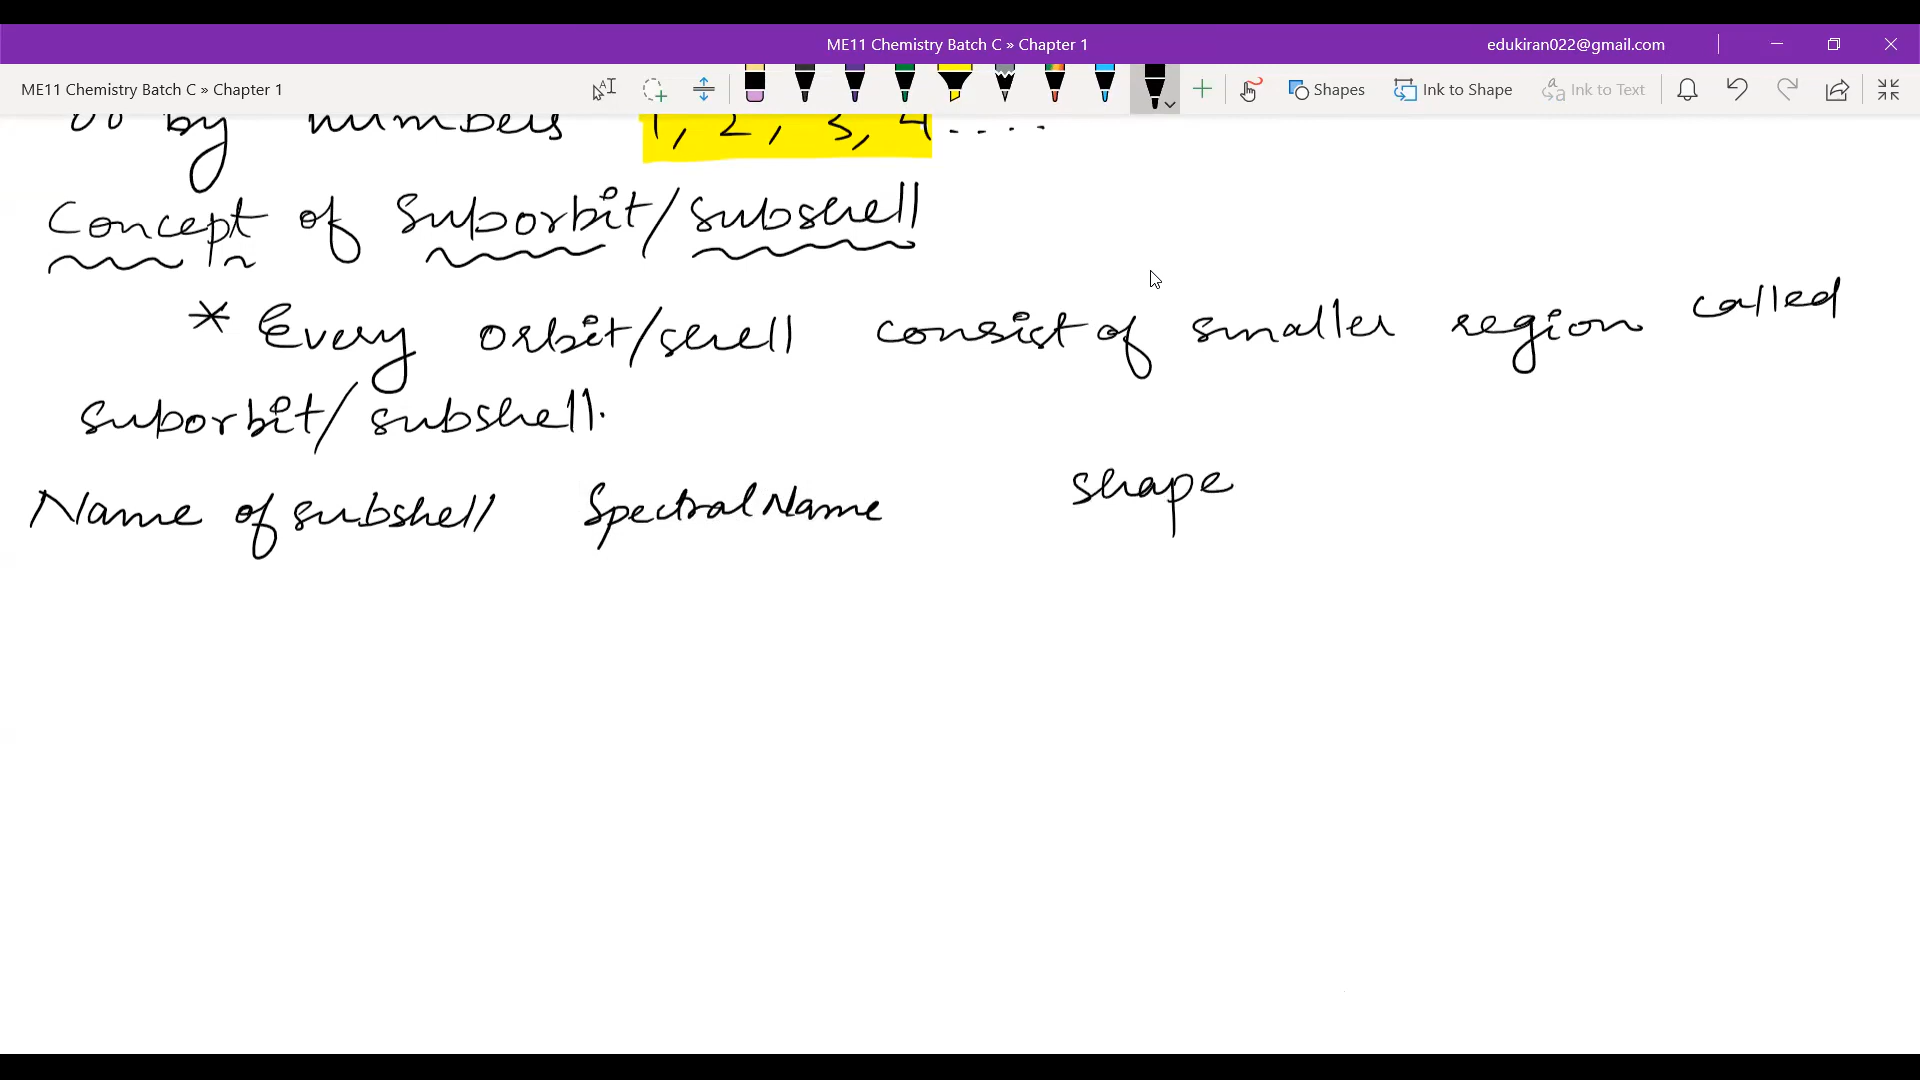 ME11 Chemistry Batch C » Chapter 1
edukiran022@gmail.com
ME11 Chemistry Batch C » Chapter 1
Shapes
Ink to Shape
Ink to Text
by numbers 1, 2, 3, 4 ....
Concept of Suborbit/subshell
* Every orbit/shell consist of smaller region called
suborbit/subshell.
Name of subshell Spectral Name shape